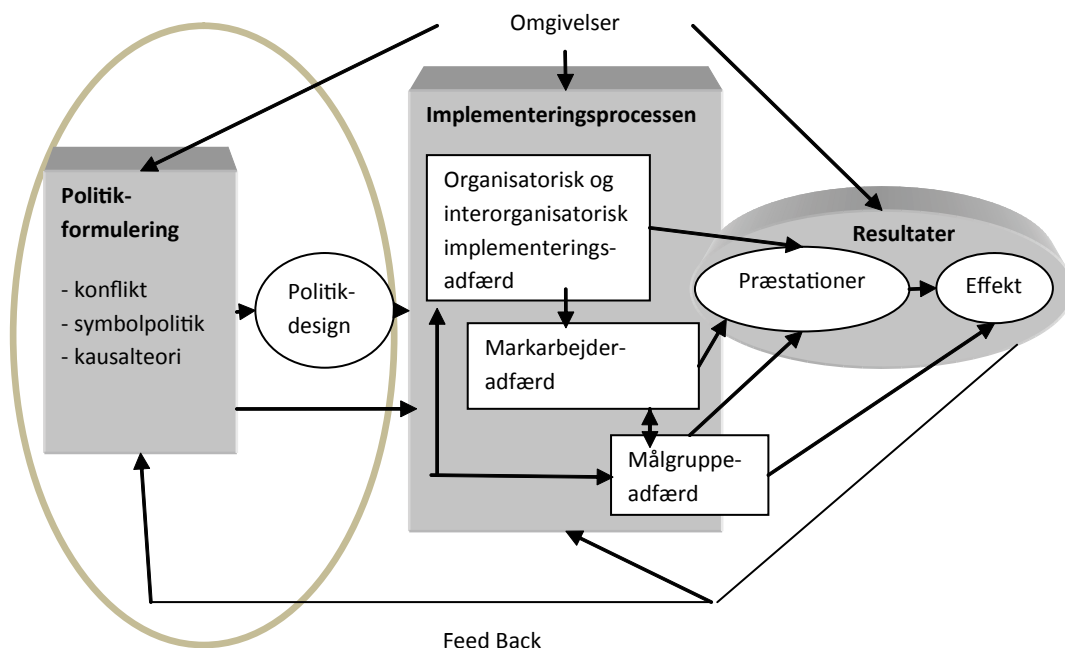 Omgivelser
Politik-
formulering
- konflikt
- symbolpolitik
- kausalteori
Politik-
design
Implementeringsprocessen
Organisatorisk og
interorganisatorisk
implementerings-
adfærd
Markarbejder-
adfærd
Målgruppe-
adfærd
Resultater
Præstationer
Effekt
Feed Back